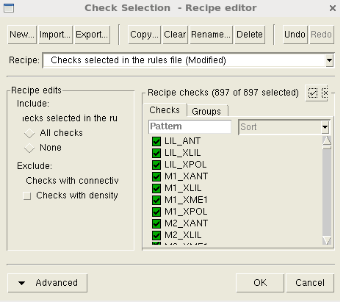 Check Selection - Recipe editor
New... Import... Export... Copy... Clear Rename... Delete Undo Redo
Recipe: Checks selected in the rules file (Modified)
Recipe edits
Include:
ecks selected in the ru
All checks
None
Exclude:
Checks with connectiv
Checks with density
Recipe checks (897 of 897 selected)
Checks Groups
Pattern Sort
LIL_ANT
LIL_XLIL
LIL_XPOL
M1_XANT
M1_XLIL
M1_XME1
M1_XPOL
M2_XANT
M2_XLIL
M2_XME1
Advanced OK Cancel